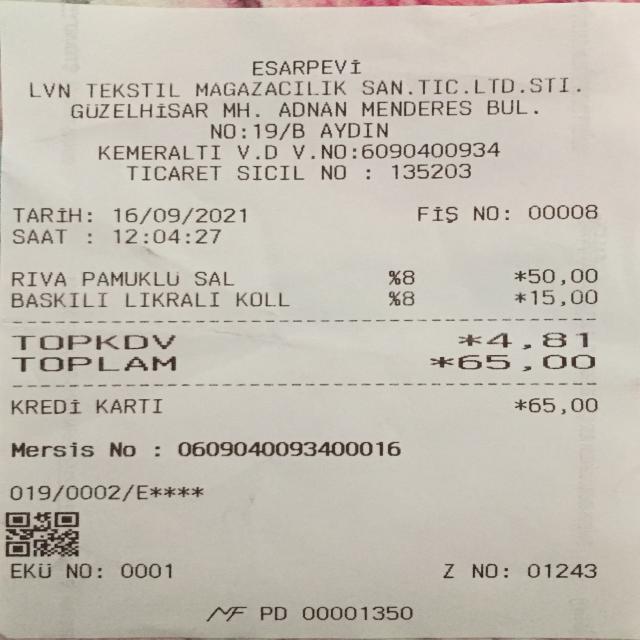 ESARPEVİ
LVN TEKSTIL MAGAZACILIK SAN.TIC.LTD.STI.
GÜZELHİSAR MH. ADNAN MENDERES BUL.
NO:19/B AYDIN
KEMERALTI V.D V.NO:6090400934
TICARET SICIL NO : 135203
TARİH: 16/09/2021 FİŞ NO: 00008
SAAT : 12:04:27
RIVA PAMUKLU SAL %8 *50,00
BASKILI LIKRALI KOLL %8 *15,00
TOPKDV *4,81
TOPLAM *65,00
KREDİ KARTI *65,00
Mersis No : 0609040093400016
019/0002/E****
EKÜ NO: 0001 Z NO: 01243
MF PD 00001350